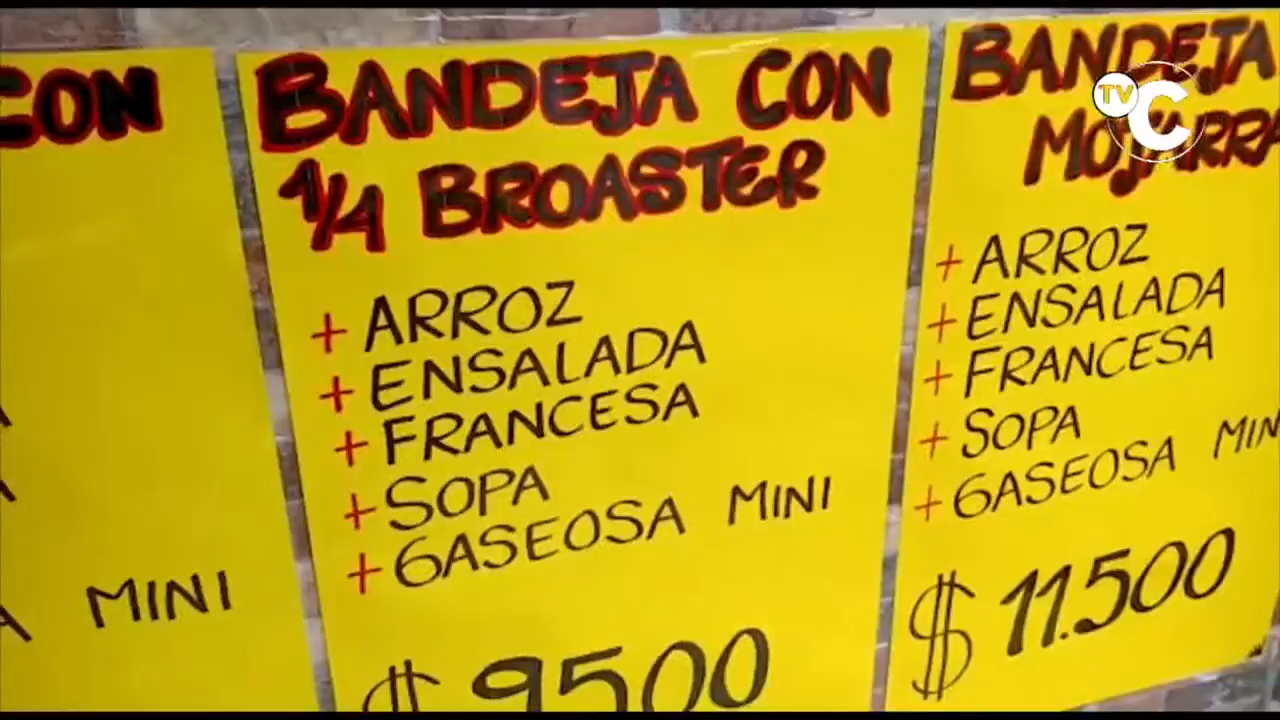 CON
MINI
BANDEJA CON
1/4 BROASTER
+ ARROZ
+ ENSALADA
+ FRANCESA
+ SOPA
+ GASEOSA MINI
$ 9500
BANDEJA
MOJARRA
+ ARROZ
+ ENSALADA
+ FRANCESA
+ SOPA
+ GASEOSA MIN
$ 11.500
TV C